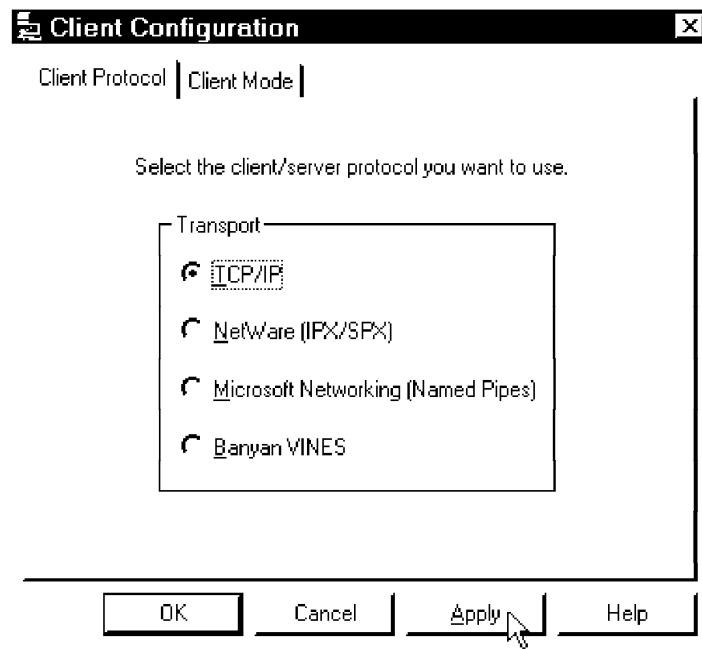 Client Configuration
Client Protocol
Client Mode
Select the client/server protocol you want to use.
Transport
TCP/IP
NetWare (IPX/SPX)
Microsoft Networking (Named Pipes)
Banyan VINES
OK
Cancel
Apply
Help